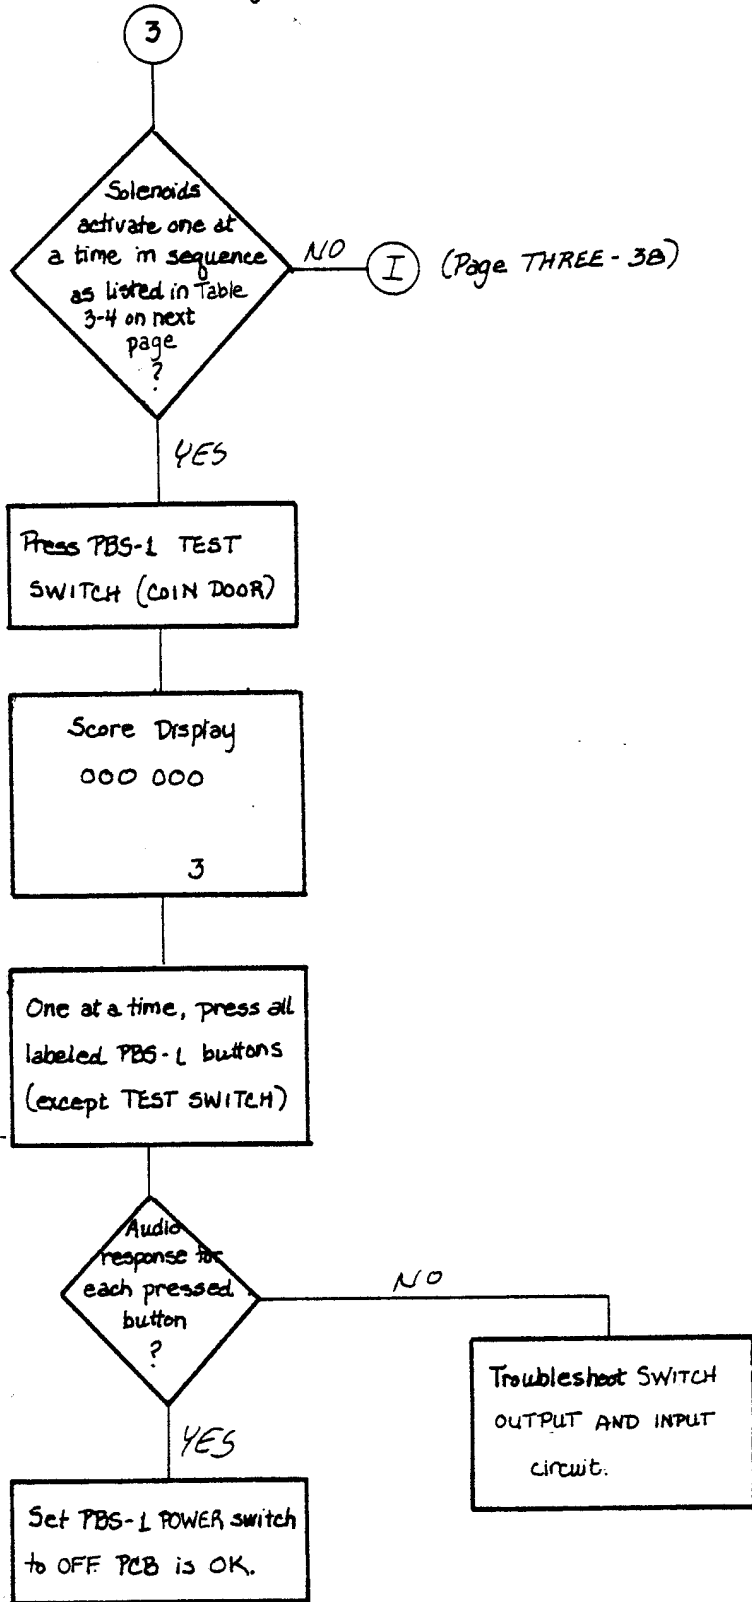 3
Solenoids
activate one at
a time in sequence
as listed in Table
3-4 on next
page
?
NO
I
(Page THREE-38)
YES
Press PBS-1 TEST
SWITCH (COIN DOOR)
Score Display
000 000
3
One at a time, press all
labeled PBS-1 buttons
(except TEST SWITCH)
Audio
response for
each pressed
button
?
NO
Troubleshoot SWITCH
OUTPUT AND INPUT
circuit.
YES
Set PBS-1 POWER switch
to OFF. PCB is OK.